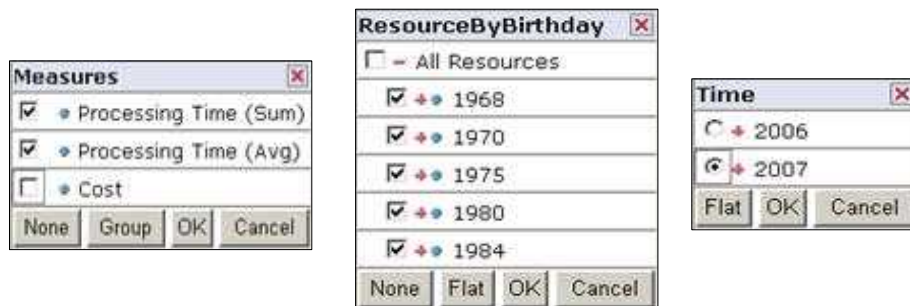 Measures
Processing Time (Sum)
Processing Time (Avg)
Cost
None Group OK Cancel
ResourceByBirthday
– All Resources
1968
1970
1975
1980
1984
None Flat OK Cancel
Time
2006
2007
Flat OK Cancel